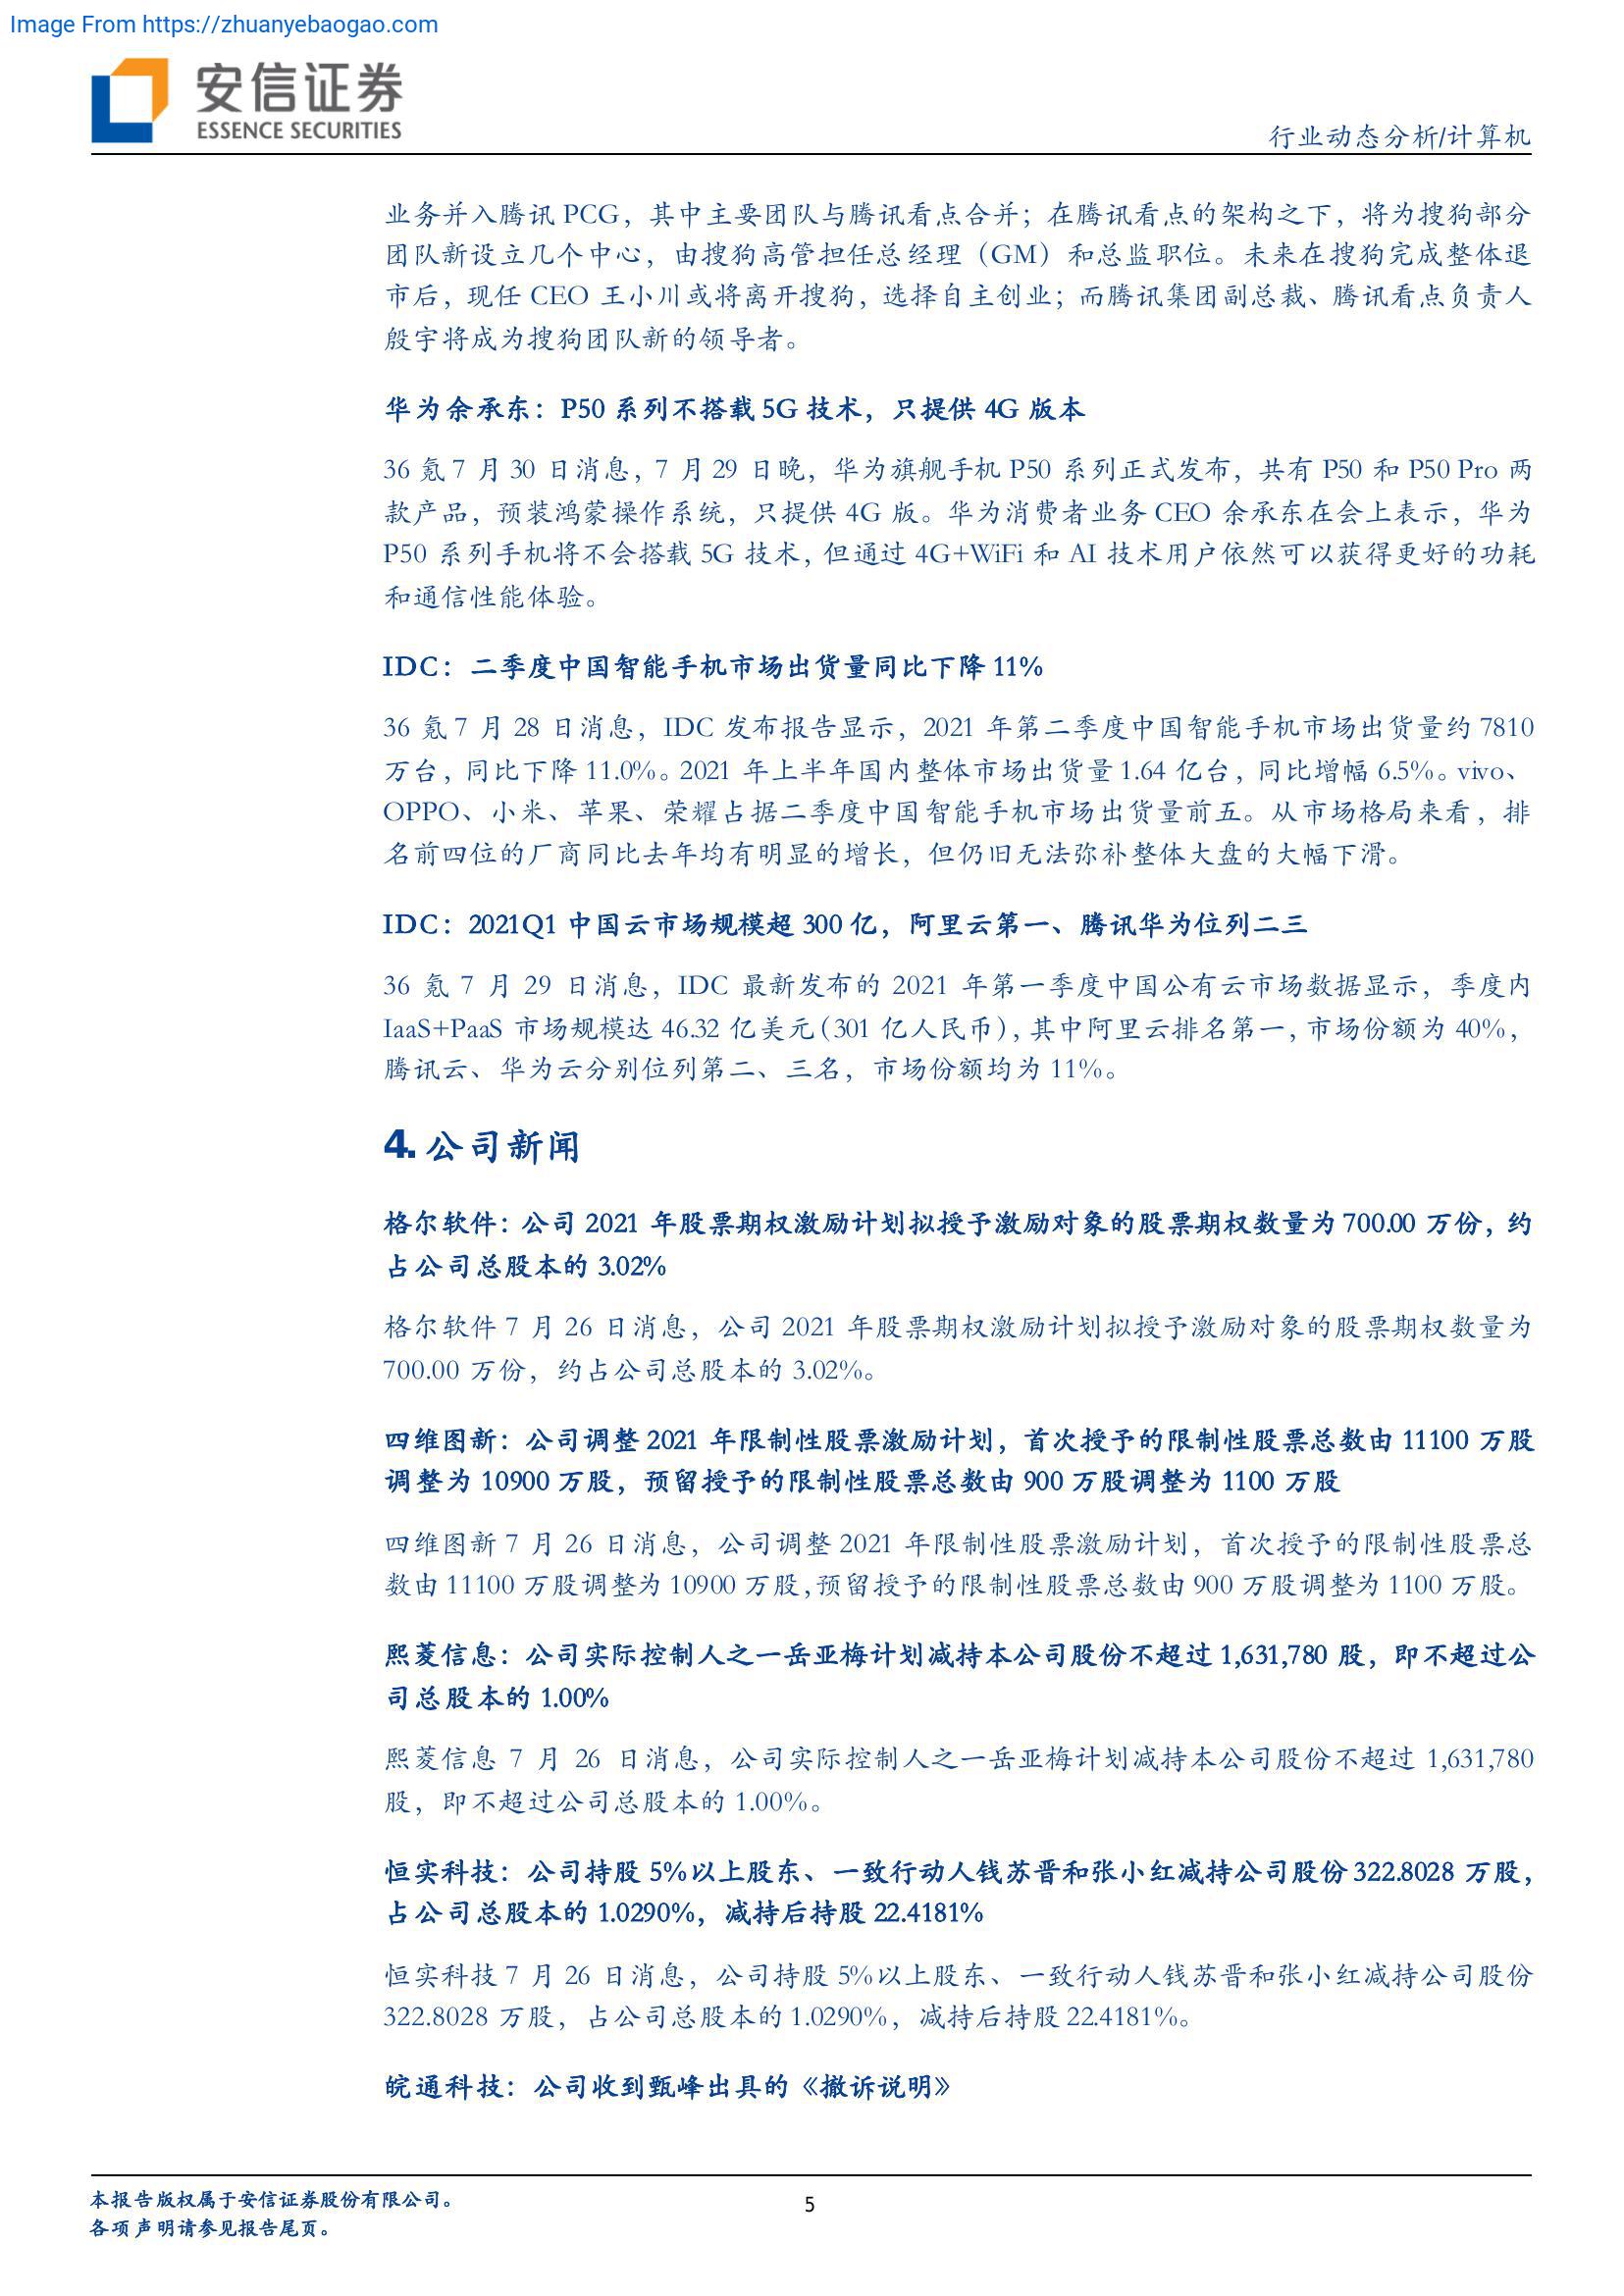 Image From https://zhuanyebaogao.com
安信证券
ESSENCE SECURITIES
行业动态分析/计算机
业务并入腾讯 PCG，其中主要团队与腾讯看点合并；在腾讯看点的架构之下，将为搜狗部分
团队新设立几个中心，由搜狗高管担任总经理（GM）和总监职位。未来在搜狗完成整体退
市后，现任 CEO 王小川或将离开搜狗，选择自主创业；而腾讯集团副总裁、腾讯看点负责人
殷宇将成为搜狗团队新的领导者。
华为余承东：P50 系列不搭载 5G 技术，只提供 4G 版本
36 氪 7 月 30 日消息，7 月 29 日晚，华为旗舰手机 P50 系列正式发布，共有 P50 和 P50 Pro 两
款产品，预装鸿蒙操作系统，只提供 4G 版。华为消费者业务 CEO 余承东在会上表示，华为
P50 系列手机将不会搭载 5G 技术，但通过 4G+WiFi 和 AI 技术用户依然可以获得更好的功耗
和通信性能体验。
IDC：二季度中国智能手机市场出货量同比下降 11%
36 氪 7 月 28 日消息，IDC 发布报告显示，2021 年第二季度中国智能手机市场出货量约 7810
万台，同比下降 11.0%。2021 年上半年国内整体市场出货量 1.64 亿台，同比增幅 6.5%。vivo、
OPPO、小米、苹果、荣耀占据二季度中国智能手机市场出货量前五。从市场格局来看，排
名前四位的厂商同比去年均有明显的增长，但仍旧无法弥补整体大盘的大幅下滑。
IDC：2021Q1 中国云市场规模超 300 亿，阿里云第一、腾讯华为位列二三
36 氪 7 月 29 日消息，IDC 最新发布的 2021 年第一季度中国公有云市场数据显示，季度内
IaaS+PaaS 市场规模达 46.32 亿美元（301 亿人民币），其中阿里云排名第一，市场份额为 40%，
腾讯云、华为云分别位列第二、三名，市场份额均为 11%。
4. 公司新闻
格尔软件：公司 2021 年股票期权激励计划拟授予激励对象的股票期权数量为 700.00 万份，约
占公司总股本的 3.02%
格尔软件 7 月 26 日消息，公司 2021 年股票期权激励计划拟授予激励对象的股票期权数量为
700.00 万份，约占公司总股本的 3.02%。
四维图新：公司调整 2021 年限制性股票激励计划，首次授予的限制性股票总数由 11100 万股
调整为 10900 万股，预留授予的限制性股票总数由 900 万股调整为 1100 万股
四维图新 7 月 26 日消息，公司调整 2021 年限制性股票激励计划，首次授予的限制性股票总
数由 11100 万股调整为 10900 万股，预留授予的限制性股票总数由 900 万股调整为 1100 万股。
熙菱信息：公司实际控制人之一岳亚梅计划减持本公司股份不超过 1,631,780 股，即不超过公
司总股本的 1.00%
熙菱信息 7 月 26 日消息，公司实际控制人之一岳亚梅计划减持本公司股份不超过 1,631,780
股，即不超过公司总股本的 1.00%。
恒实科技：公司持股 5%以上股东、一致行动人钱苏晋和张小红减持公司股份 322.8028 万股，
占公司总股本的 1.0290%，减持后持股 22.4181%
恒实科技 7 月 26 日消息，公司持股 5%以上股东、一致行动人钱苏晋和张小红减持公司股份
322.8028 万股，占公司总股本的 1.0290%，减持后持股 22.4181%。
皖通科技：公司收到甄峰出具的《撤诉说明》
本报告版权属于安信证券股份有限公司。
各项声明请参见报告尾页。
5